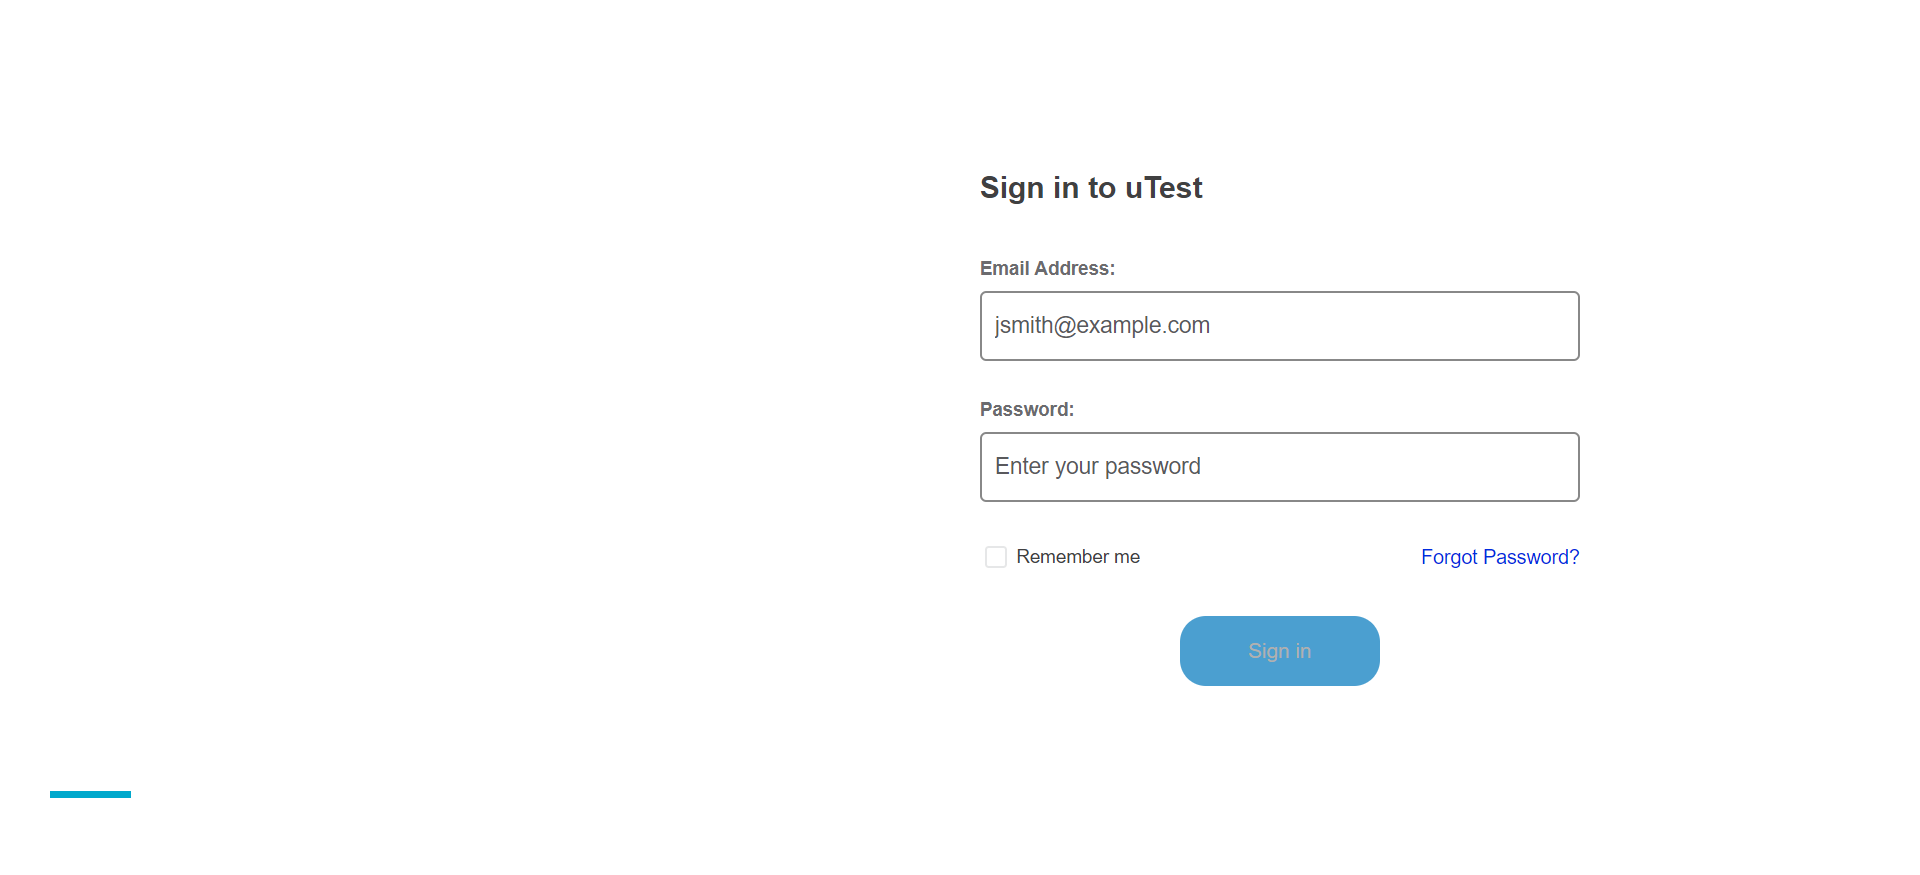 Sign in to uTest
Email Address:
jsmith@example.com
Password:
Enter your password
Remember me
Forgot Password?
Sign in